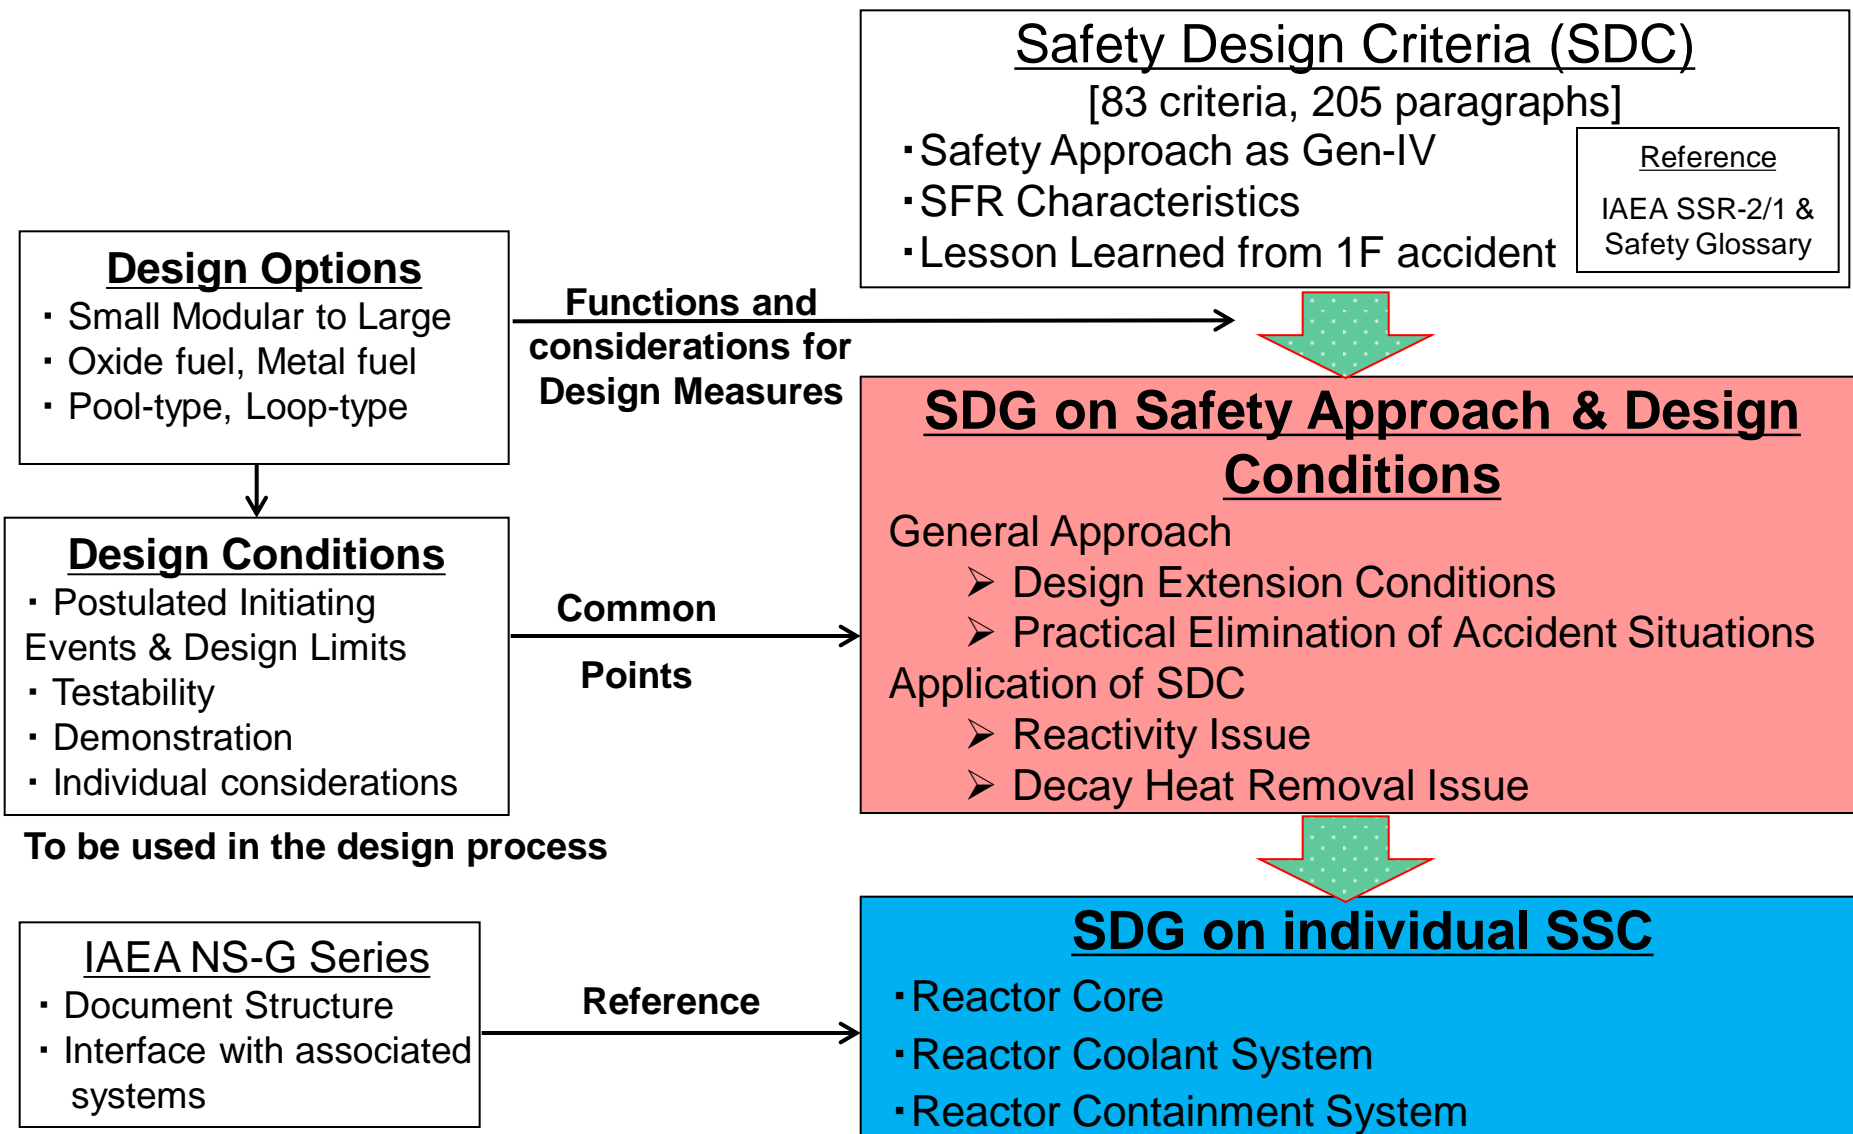 Safety Design Criteria (SDC)
[83 criteria, 205 paragraphs]
・Safety Approach as Gen-IV
・SFR Characteristics
・Lesson Learned from 1F accident
Reference
IAEA SSR-2/1 &
Safety Glossary
Design Options
・ Small Modular to Large
・ Oxide fuel, Metal fuel
・ Pool-type, Loop-type
Functions and
considerations for
Design Measures
SDG on Safety Approach & Design
Conditions
General Approach
➢ Design Extension Conditions
➢ Practical Elimination of Accident Situations
Application of SDC
➢ Reactivity Issue
➢ Decay Heat Removal Issue
Design Conditions
・ Postulated Initiating
Events & Design Limits
・ Testability
・ Demonstration
・ Individual considerations
Common
Points
To be used in the design process
IAEA NS-G Series
・ Document Structure
・ Interface with associated
systems
Reference
SDG on individual SSC
・Reactor Core
・Reactor Coolant System
・Reactor Containment System